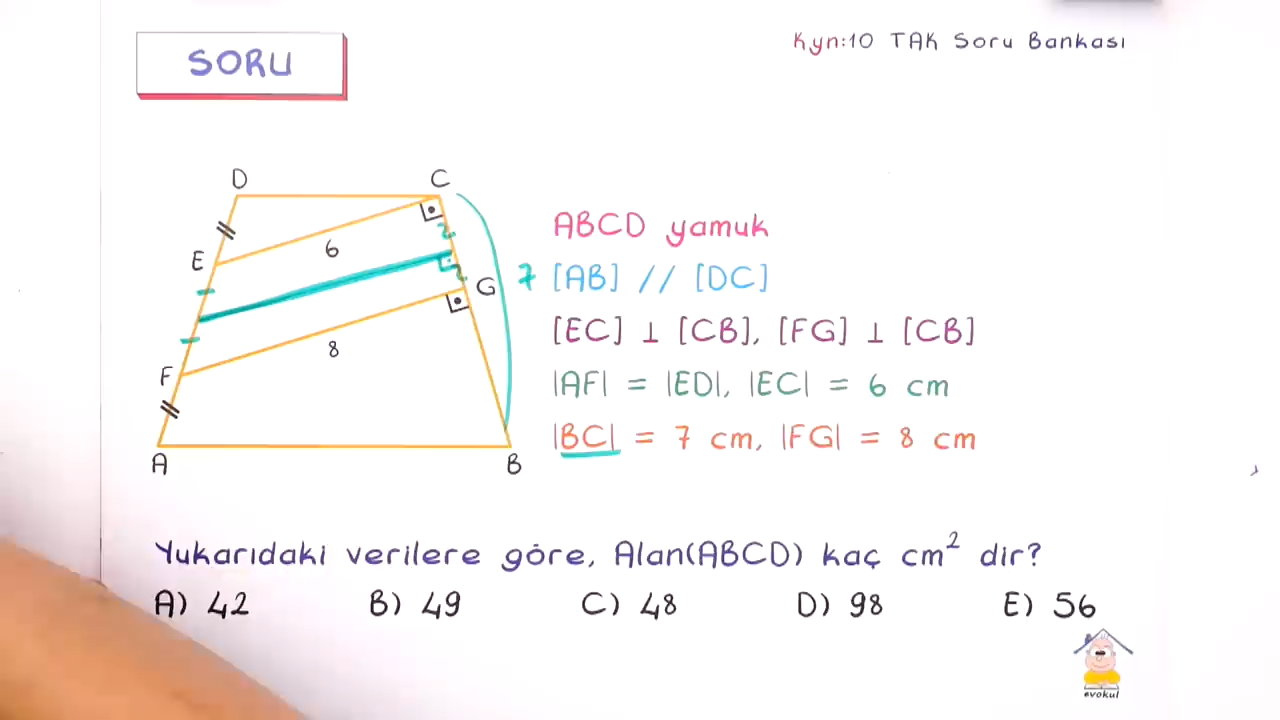 SORU
Kyn:10 TAK Soru Bankası
D
C
E
6
G
7
F
8
A
B
ABCD yamuk
[AB] // [DC]
[EC] ⊥ [CB], [FG] ⊥ [CB]
|AF| = |ED|, |EC| = 6 cm
|BC| = 7 cm, |FG| = 8 cm
Yukarıdaki verilere göre, Alan(ABCD) kaç cm² dir?
A) 42 B) 49 C) 48 D) 98 E) 56
evokul